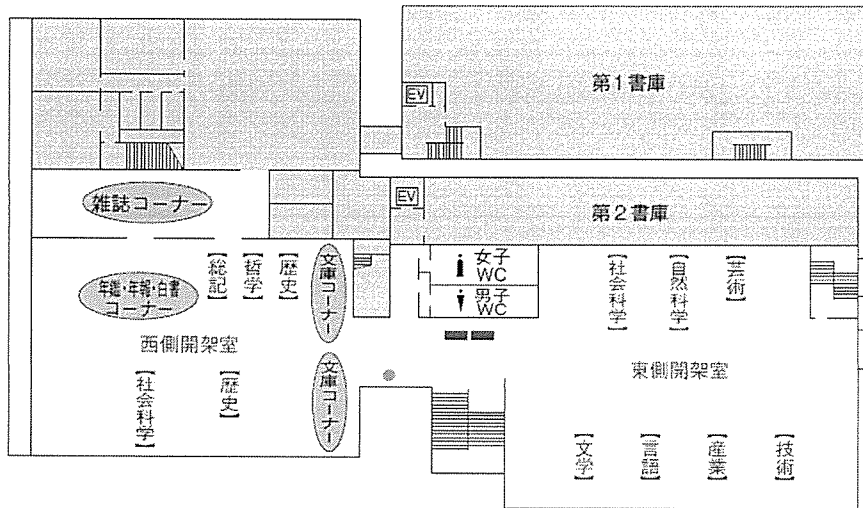 EV
第1書庫
EV
第2書庫
雑誌コーナー
【総記】
【哲学】
【歴史】
文庫コーナー
年鑑・年報・白書
コーナー
西側開架室
【社会科学】
【歴史】
文庫コーナー
女子
WC
男子
WC
【社会科学】
【自然科学】
【芸術】
東側開架室
【文学】
【言語】
【産業】
【技術】